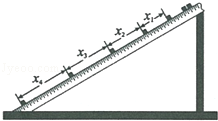 x₄ x₃ x₂ x₁